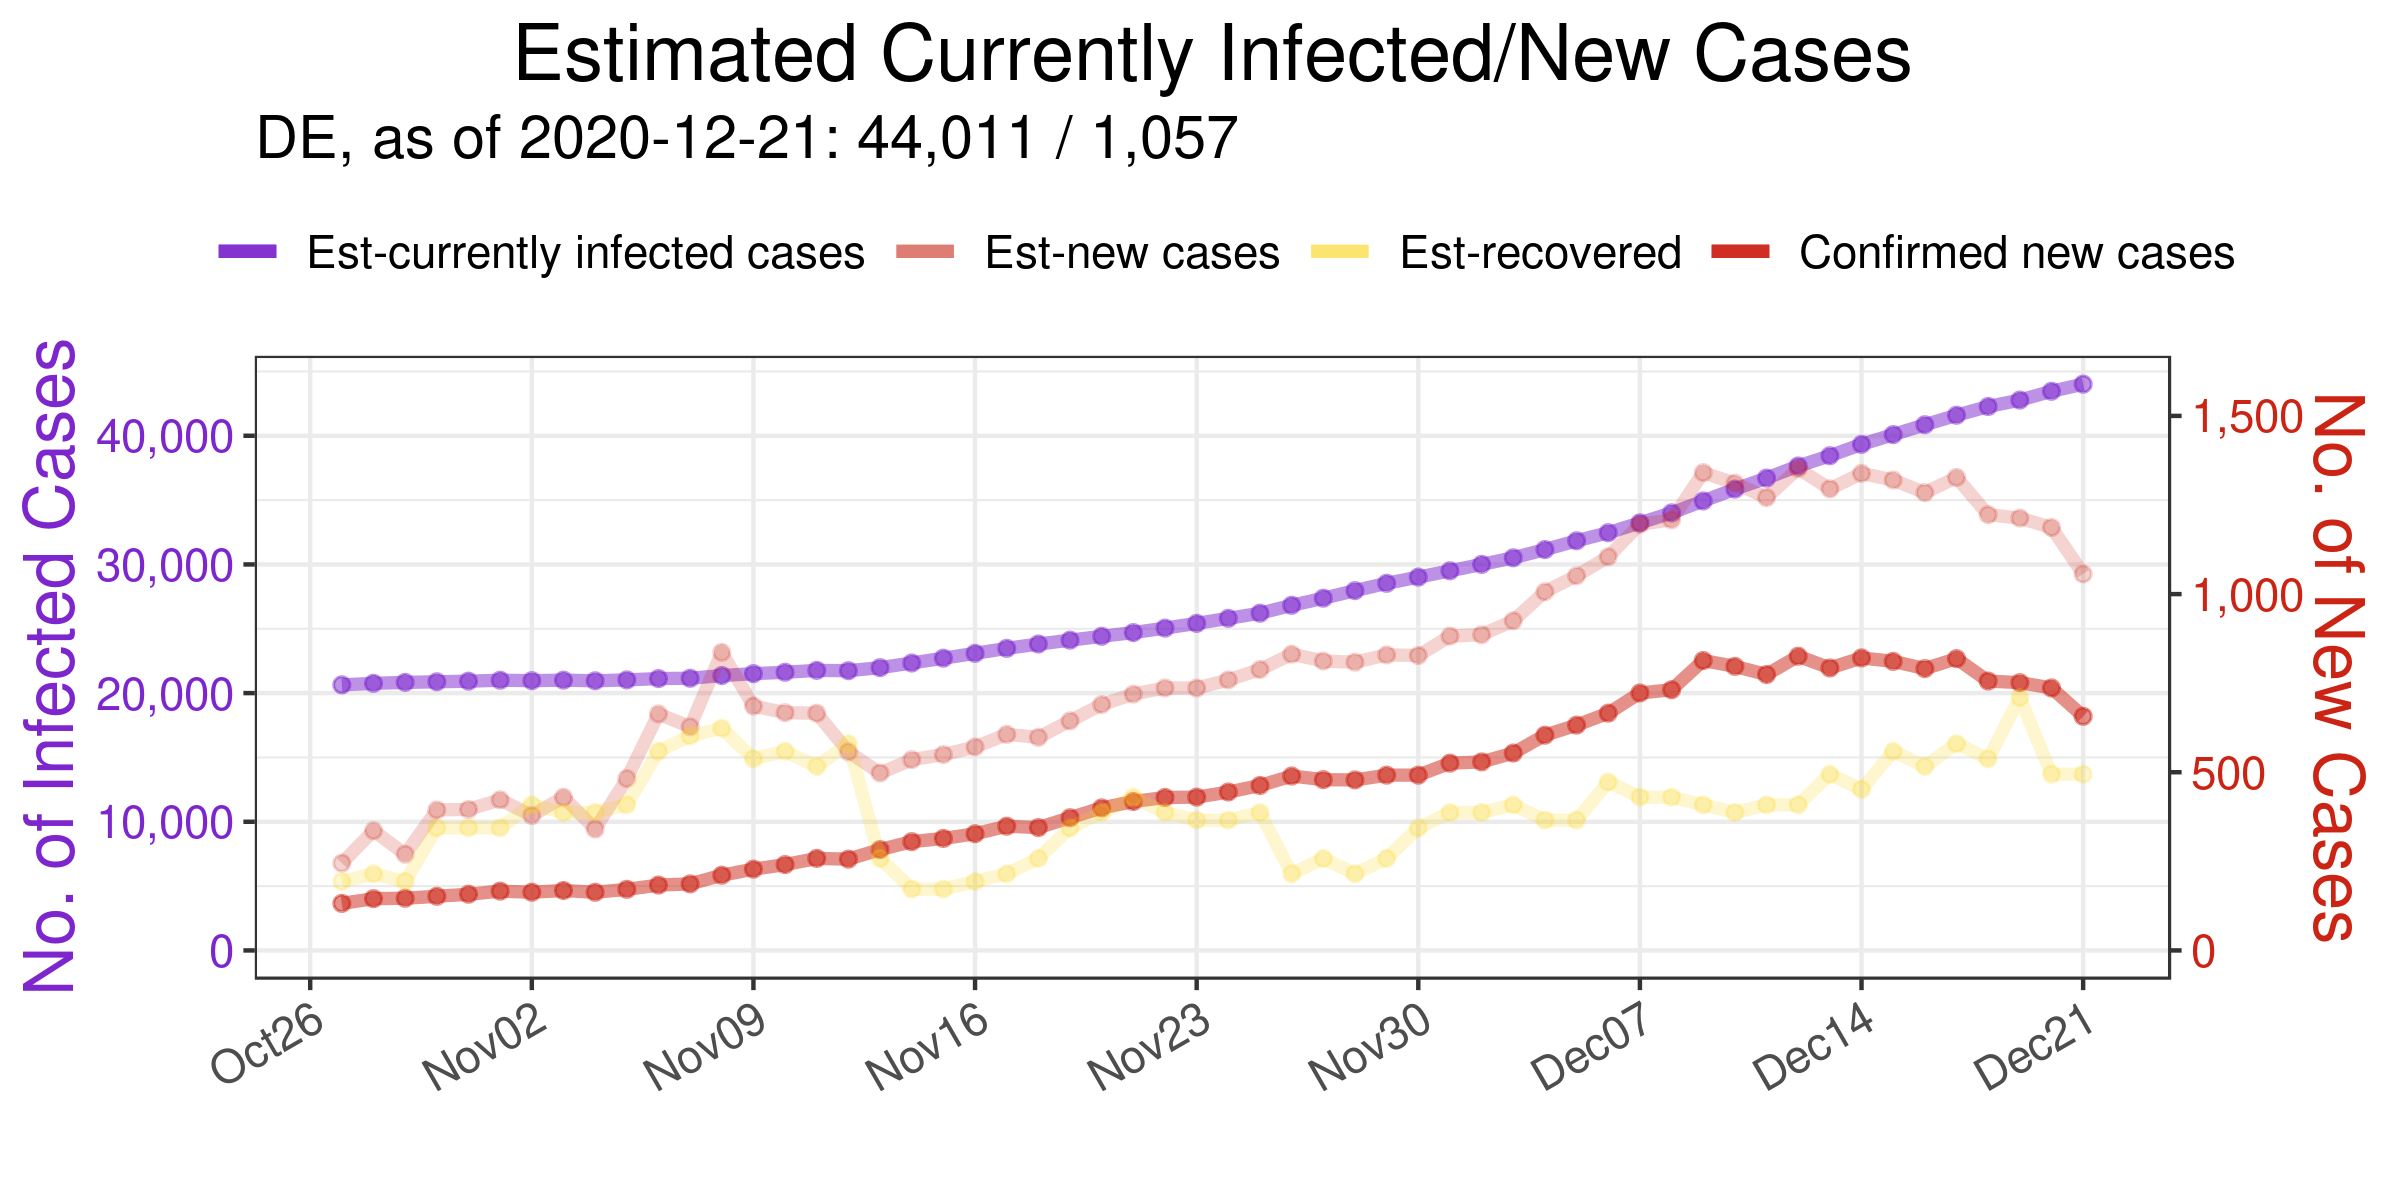 Estimated Currently Infected/New Cases
DE, as of 2020-12-21: 44,011 / 1,057
Est-currently infected cases Est-new cases Est-recovered Confirmed new cases
No. of Infected Cases
40,000
30,000
20,000
10,000
0
1,500
1,000
500
0
No. of New Cases
Oct26 Nov02 Nov09 Nov16 Nov23 Nov30 Dec07 Dec14 Dec21